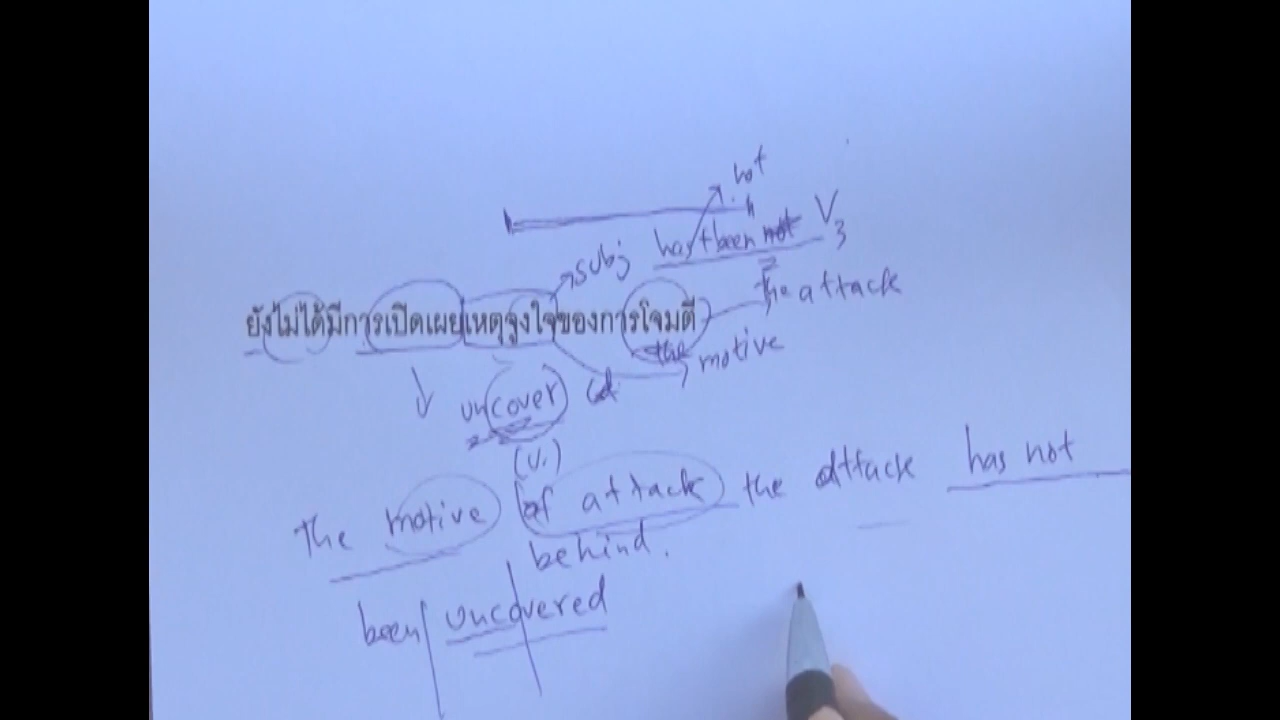 not
has + been not V3
subj
the attack
ยังไม่ได้มีการเปิดเผยเหตุจูงใจของการโจมตี
the motive
uncover
(v.)
The motive of attack the attack has not
behind.
been uncovered